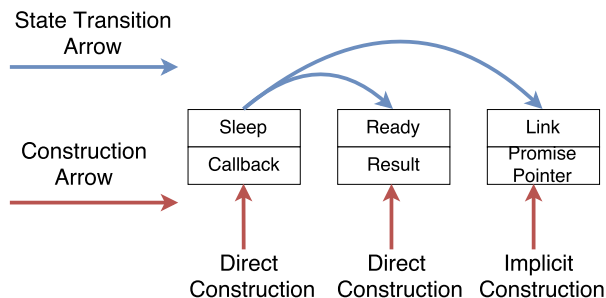 State Transition
Arrow
Sleep
Ready
Link
Callback
Result
Promise
Pointer
Construction
Arrow
Direct
Construction
Direct
Construction
Implicit
Construction